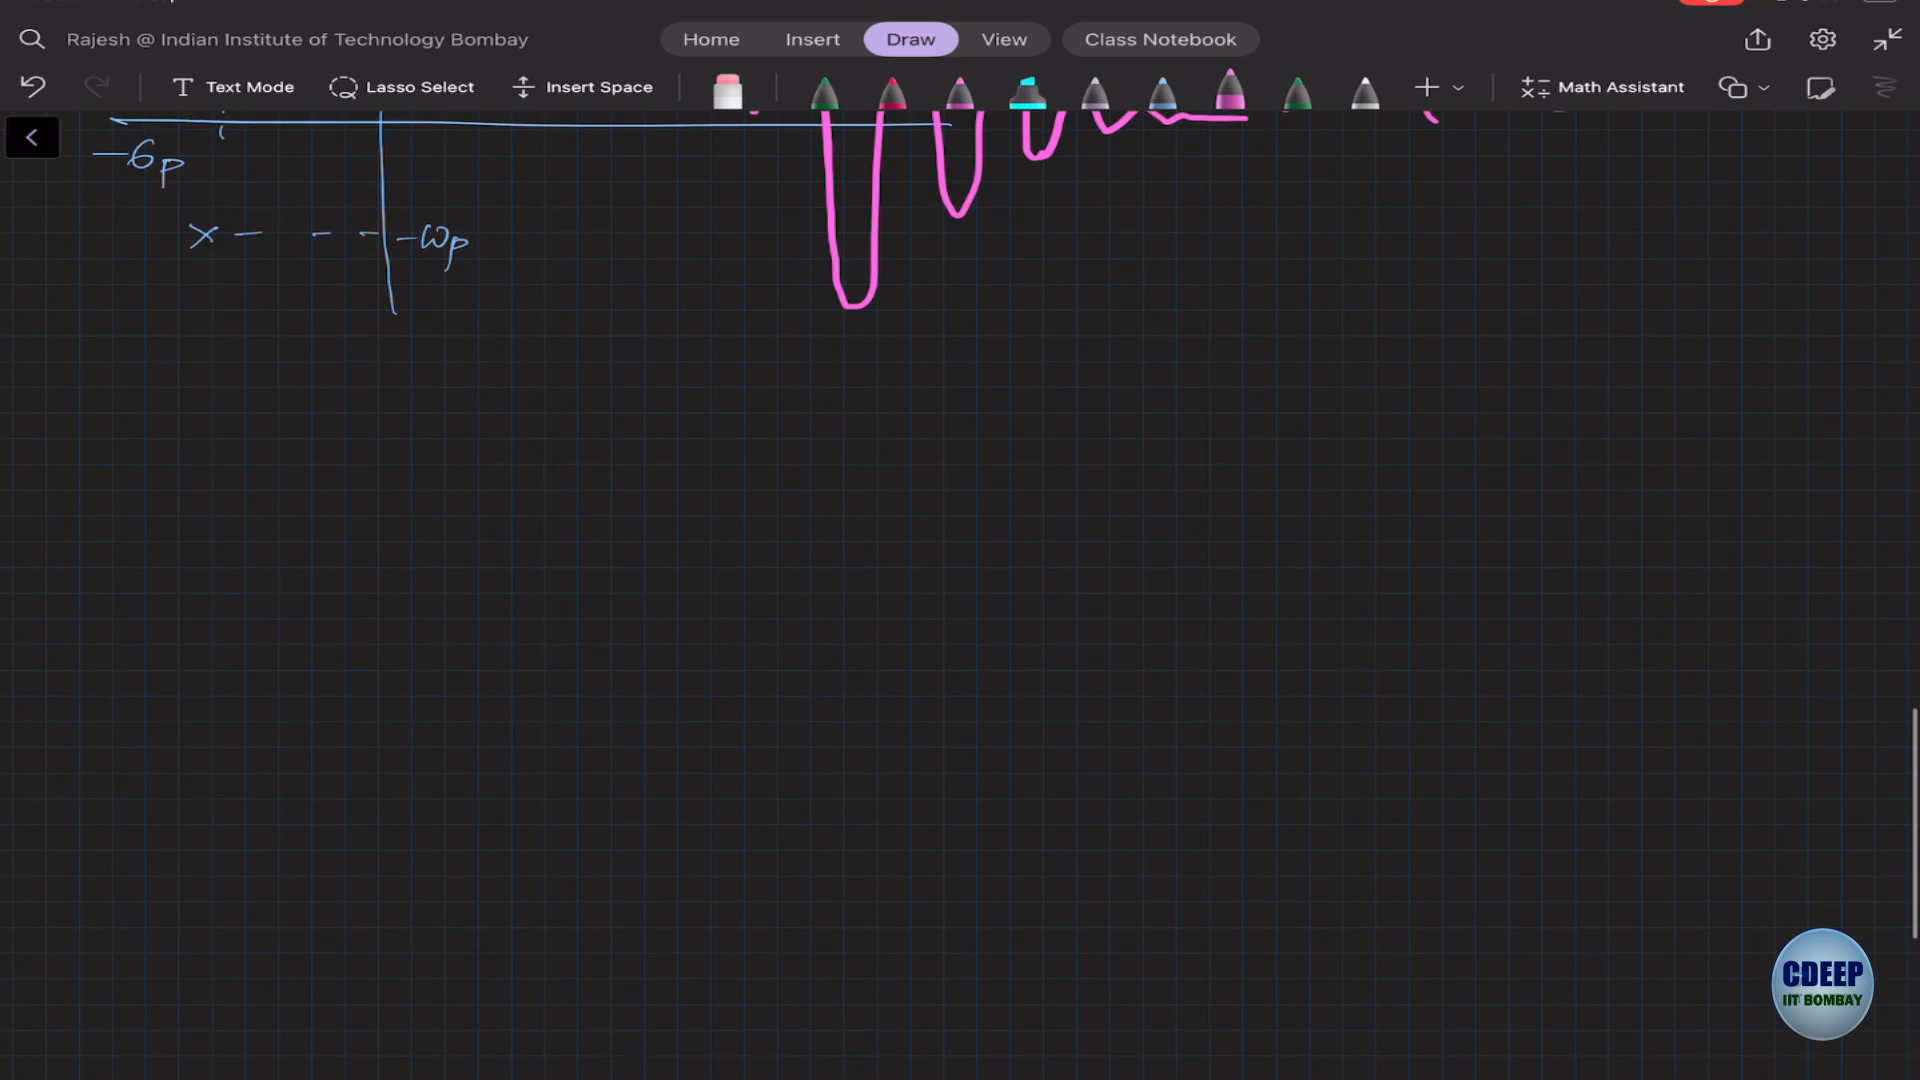 Rajesh @ Indian Institute of Technology Bombay
Home Insert Draw View Class Notebook
Text Mode Lasso Select Insert Space Math Assistant
-σp
x - - - -ωp
CDEEP
IIT BOMBAY